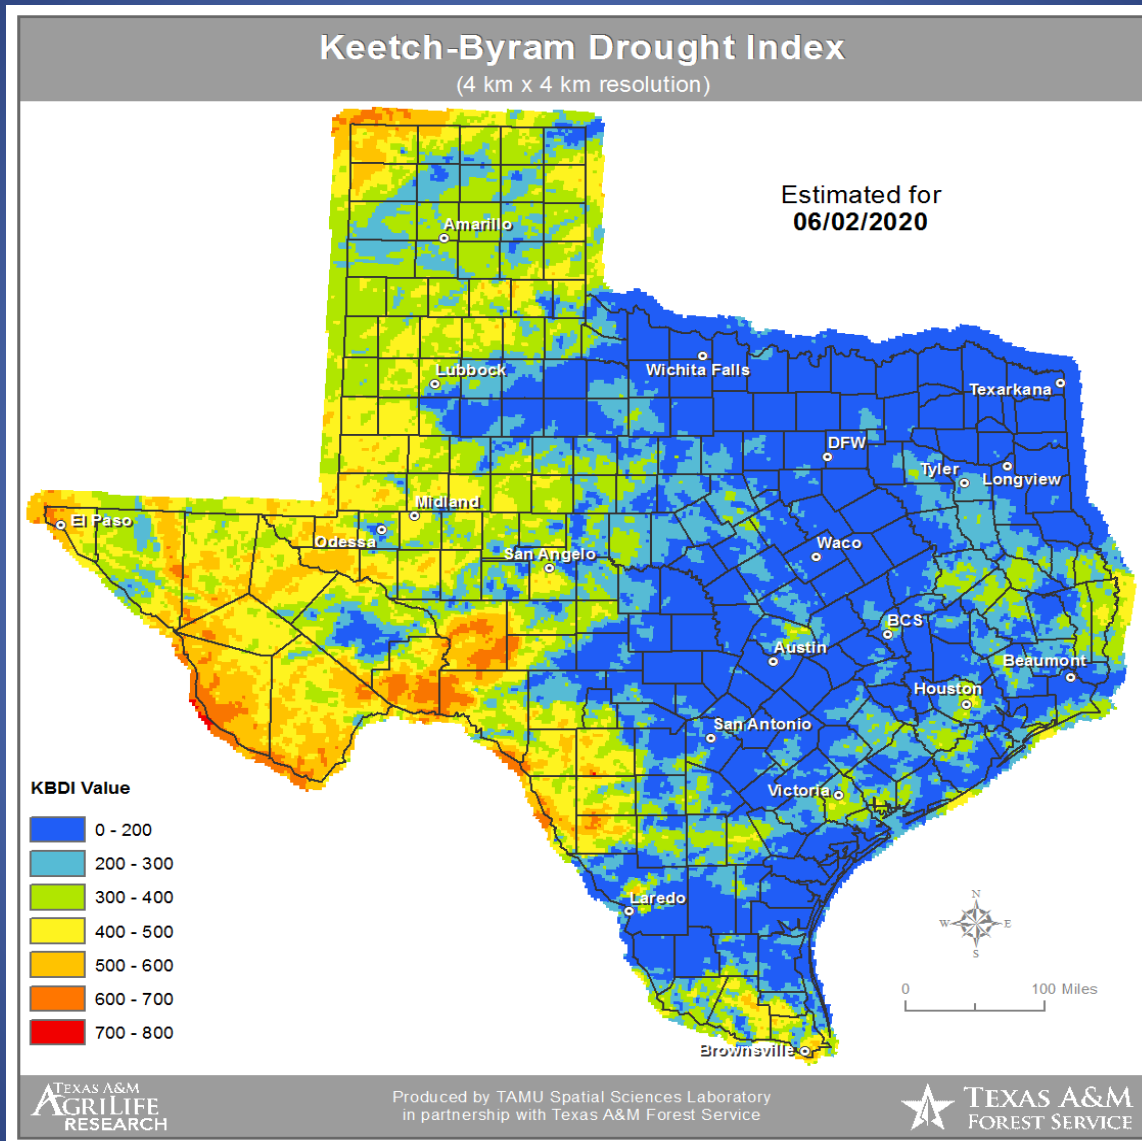 Keetch-Byram Drought Index
(4 km x 4 km resolution)
Estimated for
06/02/2020
Amarillo
Lubbock
Wichita Falls
Texarkana
DFW
Tyler
Longview
Midland
El Paso
Odessa
San Angelo
Waco
BCS
Austin
Beaumont
Houston
San Antonio
Victoria
Laredo
Brownsville
KBDI Value
0 - 200
200 - 300
300 - 400
400 - 500
500 - 600
600 - 700
700 - 800
N
W E
S
0 100 Miles
TEXAS A&M
AGRILIFE
RESEARCH
Produced by TAMU Spatial Sciences Laboratory
in partnership with Texas A&M Forest Service
TEXAS A&M
FOREST SERVICE